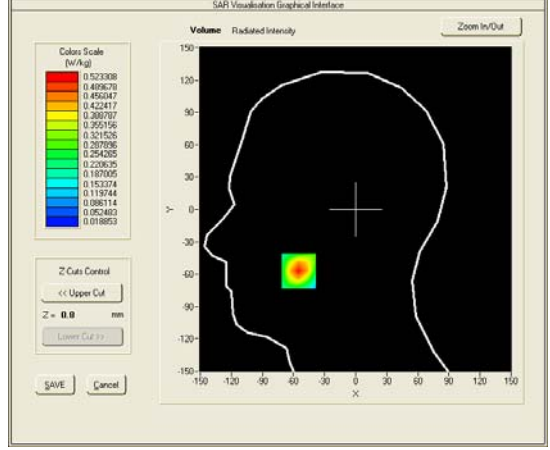 SAR Visualisation Graphical Interface
Volume Radiated Intensity
Zoom In/Out
Colors Scale
(W/kg)
0.523308
0.489678
0.456047
0.422417
0.388787
0.355156
0.321526
0.287896
0.254265
0.220635
0.187005
0.153374
0.119744
0.086114
0.052483
0.018853
Z-Cuts Control
<< Upper Cut
Z = 0.0 mm
Lower Cut >>
SAVE Cancel
150
120
90
60
30
0
-30
-60
-90
-120
-150
Y
-150 -120 -90 -60 -30 0 30 60 90 120 150
X